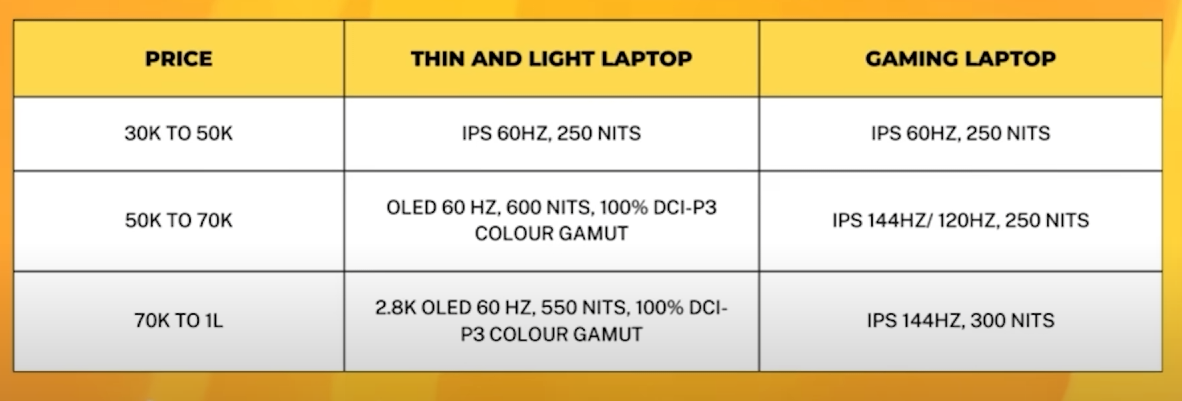 PRICE
THIN AND LIGHT LAPTOP
GAMING LAPTOP
30K TO 50K
IPS 60HZ, 250 NITS
IPS 60HZ, 250 NITS
50K TO 70K
OLED 60 HZ, 600 NITS, 100% DCI-P3
COLOUR GAMUT
IPS 144HZ/ 120HZ, 250 NITS
70K TO 1L
2.8K OLED 60 HZ, 550 NITS, 100% DCI-
P3 COLOUR GAMUT
IPS 144HZ, 300 NITS